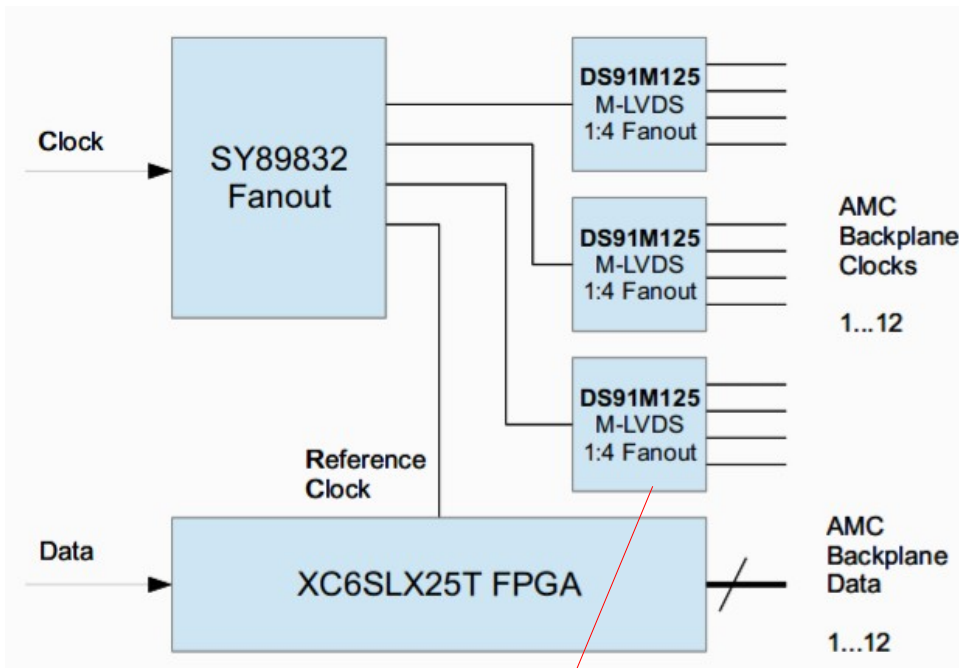 Clock
SY89832
Fanout
DS91M125
M-LVDS
1:4 Fanout
DS91M125
M-LVDS
1:4 Fanout
AMC
Backplane
Clocks
1...12
DS91M125
M-LVDS
1:4 Fanout
Reference
Clock
Data
XC6SLX25T FPGA
AMC
Backplane
Data
1...12